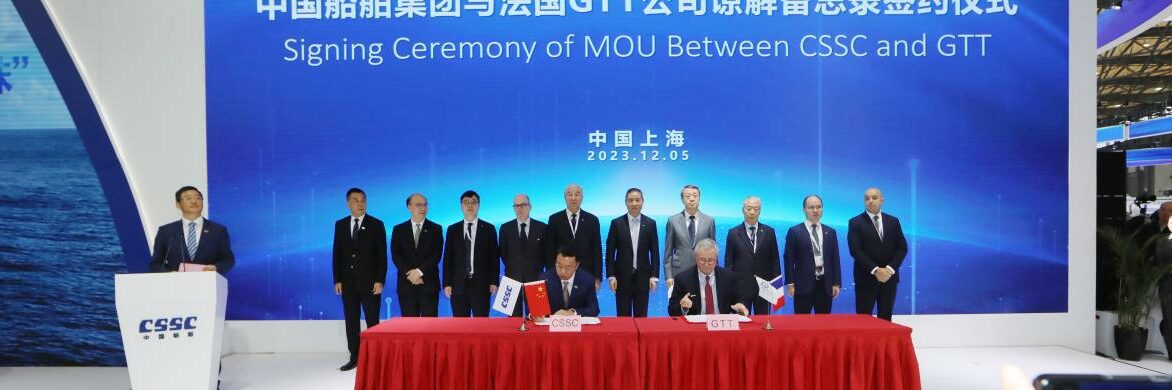 中国船舶集团与法国GTT公司谅解备忘录签约仪式
Signing Ceremony of MOU Between CSSC and GTT
中国上海
2023.12.05
CSSC
中国船舶
CSSC
CSSC
GTT